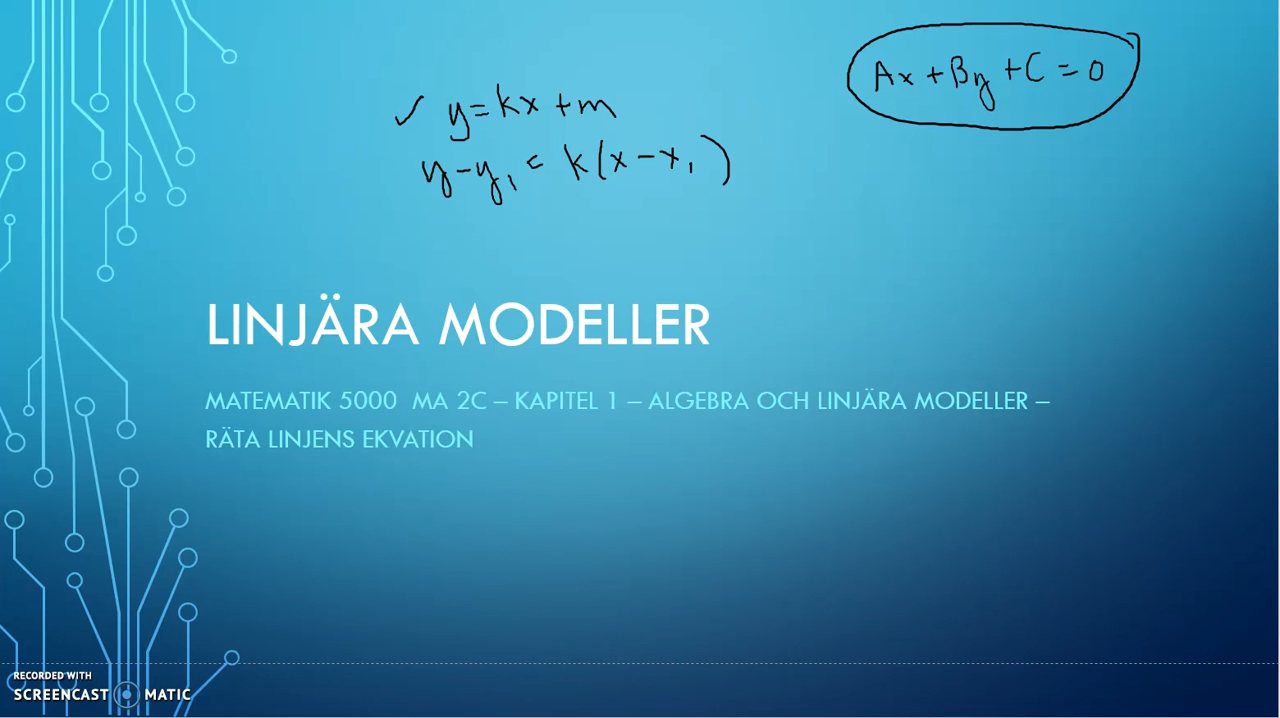 Ax + By + C = 0
✓ y = kx + m
y - y₁ = k(x - x₁)
LINJÄRA MODELLER
MATEMATIK 5000 MA 2C – KAPITEL 1 – ALGEBRA OCH LINJÄRA MODELLER –
RÄTA LINJENS EKVATION
RECORDED WITH
SCREENCAST MATIC